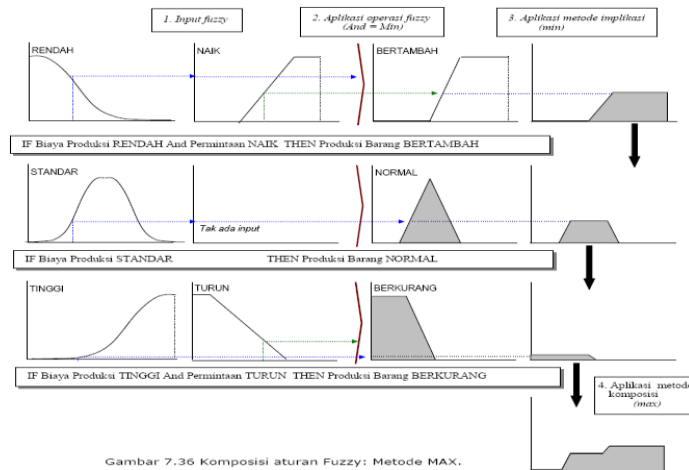 1. Input fuzzy
2. Aplikasi operasi fuzzy
(And = Min)
3. Aplikasi metode implikasi
(min)
RENDAH
NAIK
BERTAMBAH
IF Biaya Produksi RENDAH And Permintaan NAIK THEN Produksi Barang BERTAMBAH
STANDAR
Tak ada input
NORMAL
IF Biaya Produksi STANDAR THEN Produksi Barang NORMAL
TINGGI
TURUN
BERKURANG
IF Biaya Produksi TINGGI And Permintaan TURUN THEN Produksi Barang BERKURANG
4. Aplikasi metode
komposisi
(max)
Gambar 7.36 Komposisi aturan Fuzzy: Metode MAX.